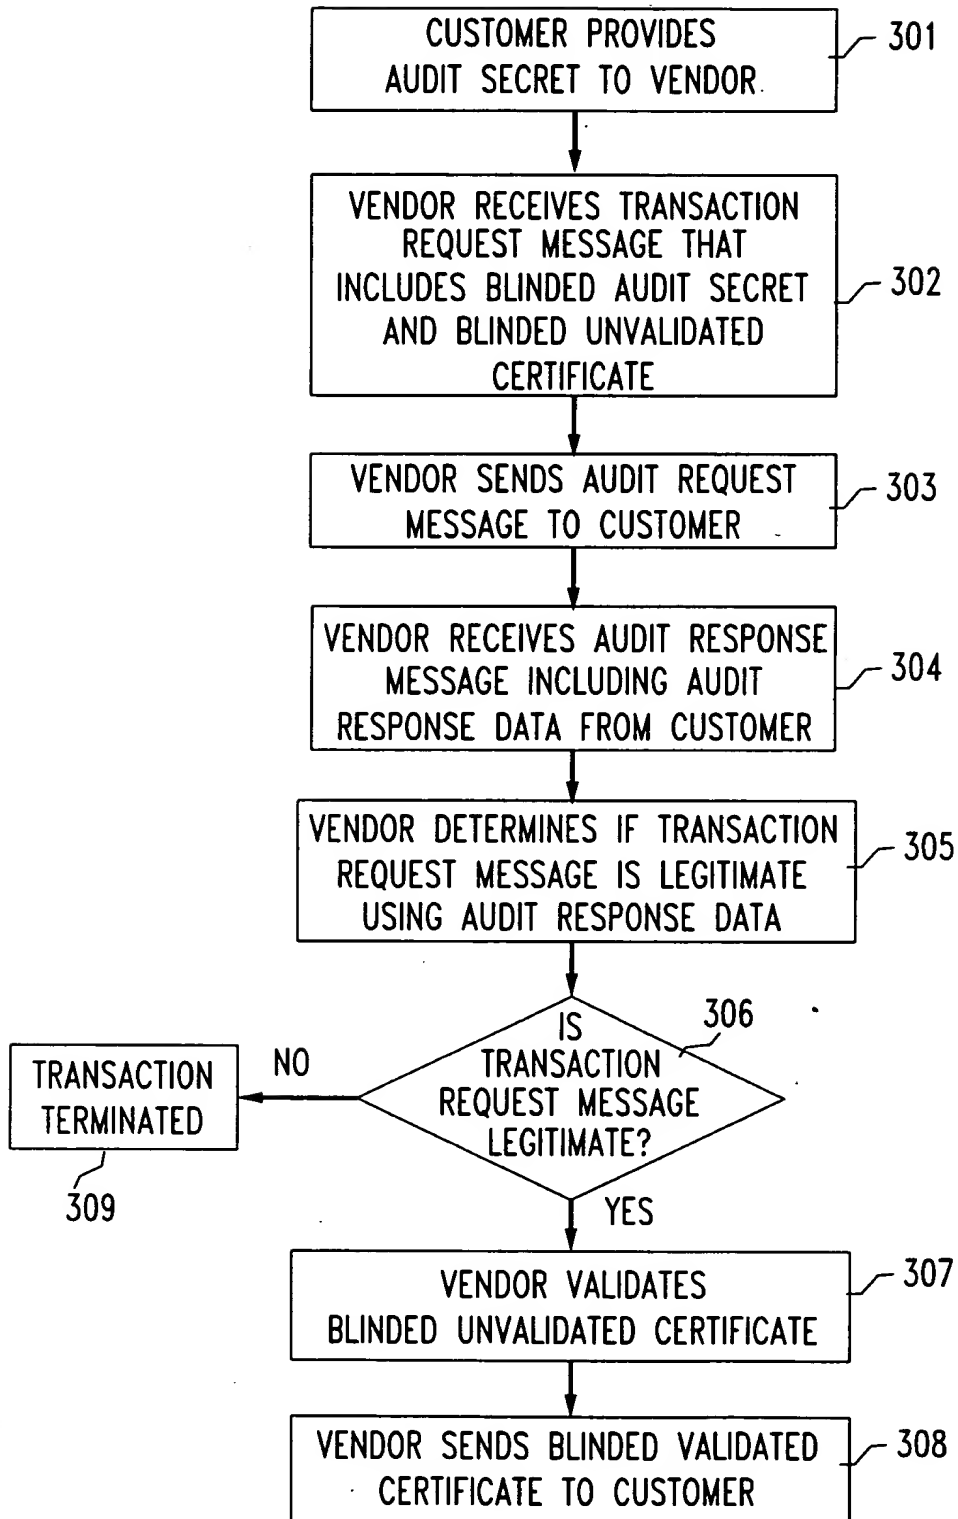 CUSTOMER PROVIDES
AUDIT SECRET TO VENDOR
301
VENDOR RECEIVES TRANSACTION
REQUEST MESSAGE THAT
INCLUDES BLINDED AUDIT SECRET
AND BLINDED UNVALIDATED
CERTIFICATE
302
VENDOR SENDS AUDIT REQUEST
MESSAGE TO CUSTOMER
303
VENDOR RECEIVES AUDIT RESPONSE
MESSAGE INCLUDING AUDIT
RESPONSE DATA FROM CUSTOMER
304
VENDOR DETERMINES IF TRANSACTION
REQUEST MESSAGE IS LEGITIMATE
USING AUDIT RESPONSE DATA
305
IS
TRANSACTION
REQUEST MESSAGE
LEGITIMATE?
306
NO
TRANSACTION
TERMINATED
309
YES
VENDOR VALIDATES
BLINDED UNVALIDATED CERTIFICATE
307
VENDOR SENDS BLINDED VALIDATED
CERTIFICATE TO CUSTOMER
308